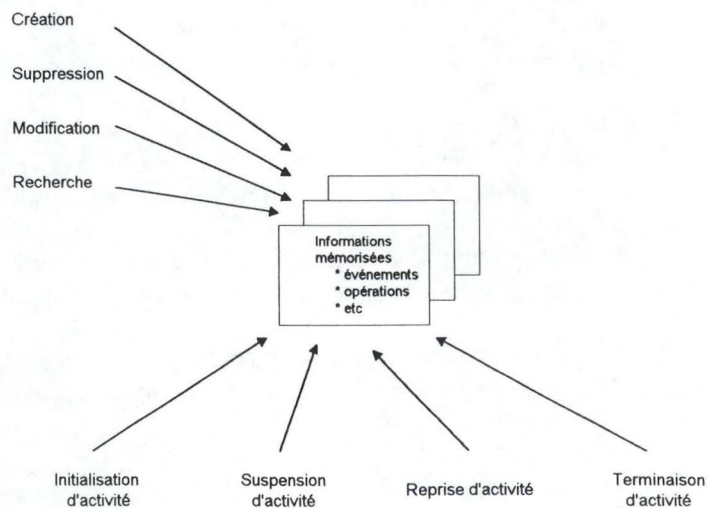 Création
Suppression
Modification
Recherche
Informations
mémorisées
* événements
* opérations
* etc
Initialisation
d'activité
Suspension
d'activité
Reprise d'activité
Terminaison
d'activité